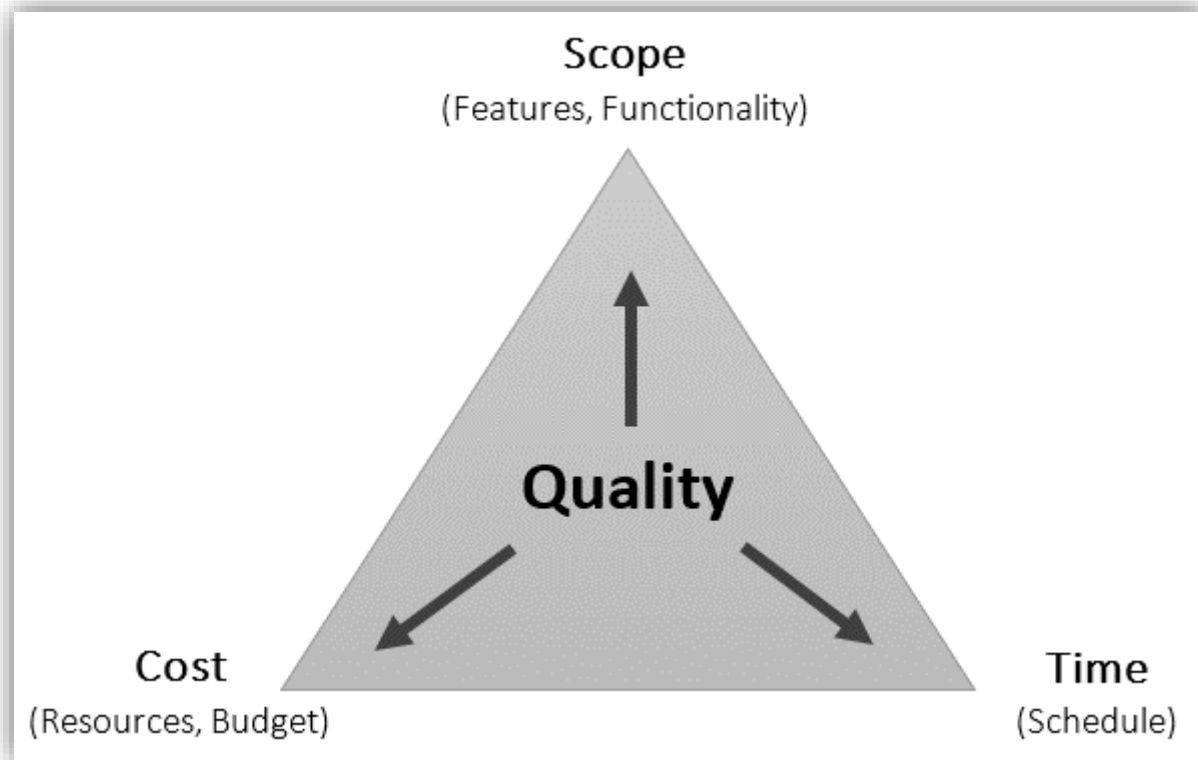 Scope
(Features, Functionality)
Quality
Cost
(Resources, Budget)
Time
(Schedule)